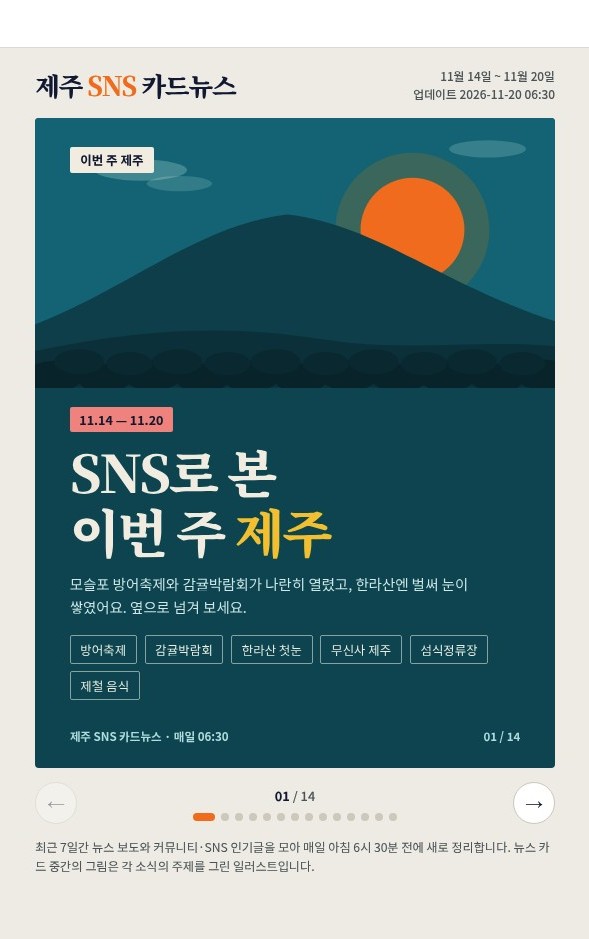 제주 SNS 카드뉴스
11월 14일 ~ 11월 20일
업데이트 2026-11-20 06:30
이번 주 제주
11.14 — 11.20
SNS로 본
이번 주 제주
모슬포 방어축제와 감귤박람회가 나란히 열렸고, 한라산엔 벌써 눈이
쌓였어요. 옆으로 넘겨 보세요.
방어축제 감귤박람회 한라산 첫눈 무신사 제주 섬식정류장
제철 음식
제주 SNS 카드뉴스 · 매일 06:30
01 / 14
←
01 / 14
→
최근 7일간 뉴스 보도와 커뮤니티·SNS 인기글을 모아 매일 아침 6시 30분 전에 새로 정리합니다. 뉴스 카
드 중간의 그림은 각 소식의 주제를 그린 일러스트입니다.